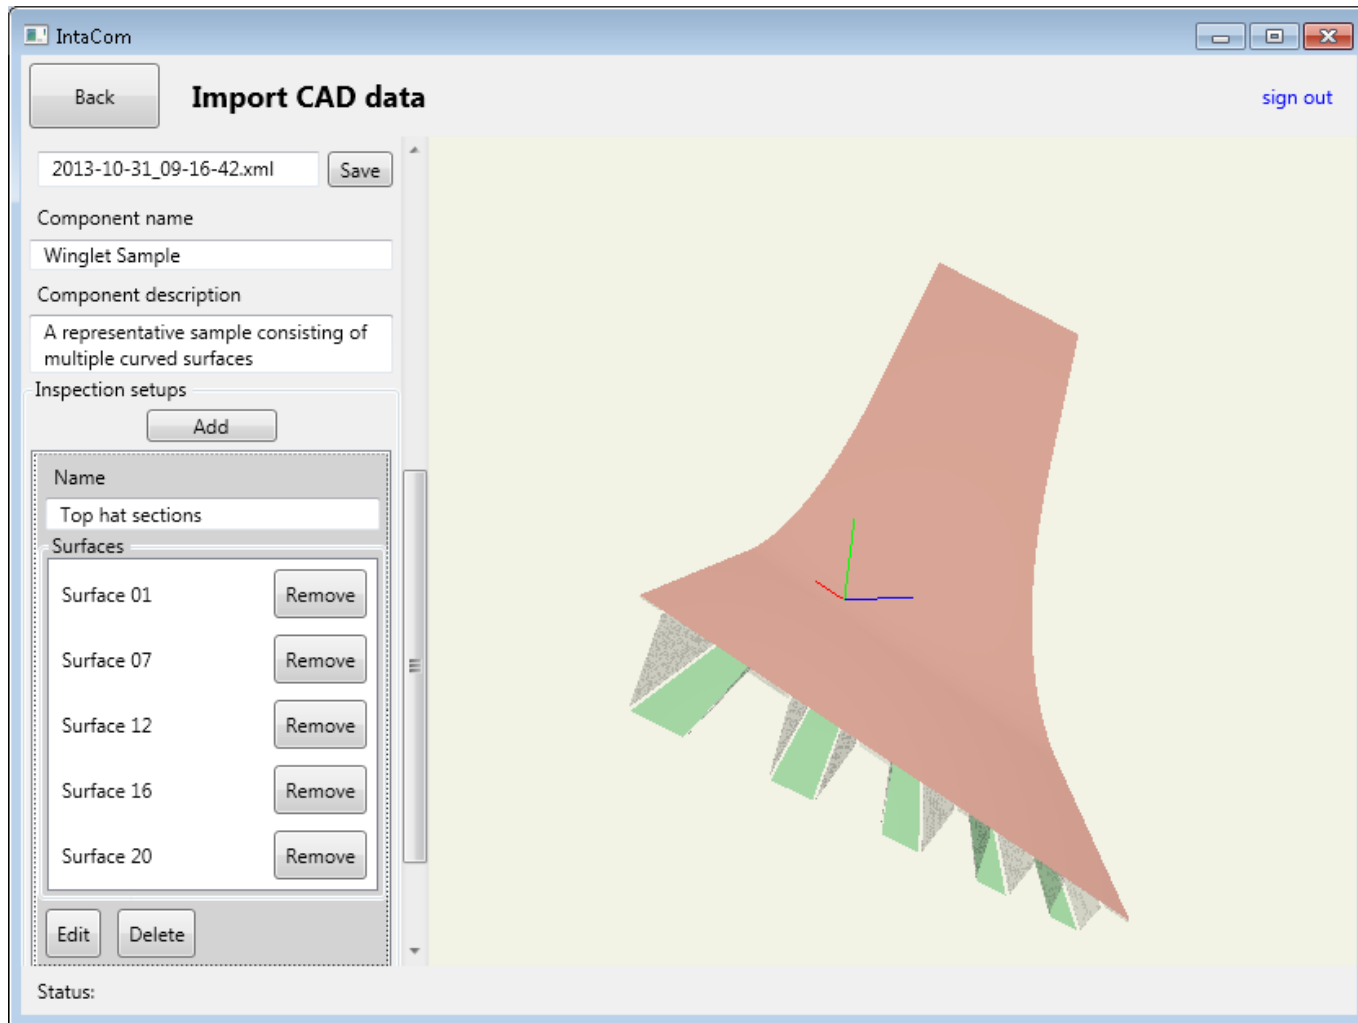 IntaCom
Back
Import CAD data
sign out
2013-10-31_09-16-42.xml
Save
Component name
Winglet Sample
Component description
A representative sample consisting of
multiple curved surfaces
Inspection setups
Add
Name
Top hat sections
Surfaces
Surface 01
Remove
Surface 07
Remove
Surface 12
Remove
Surface 16
Remove
Surface 20
Remove
Edit
Delete
Status: